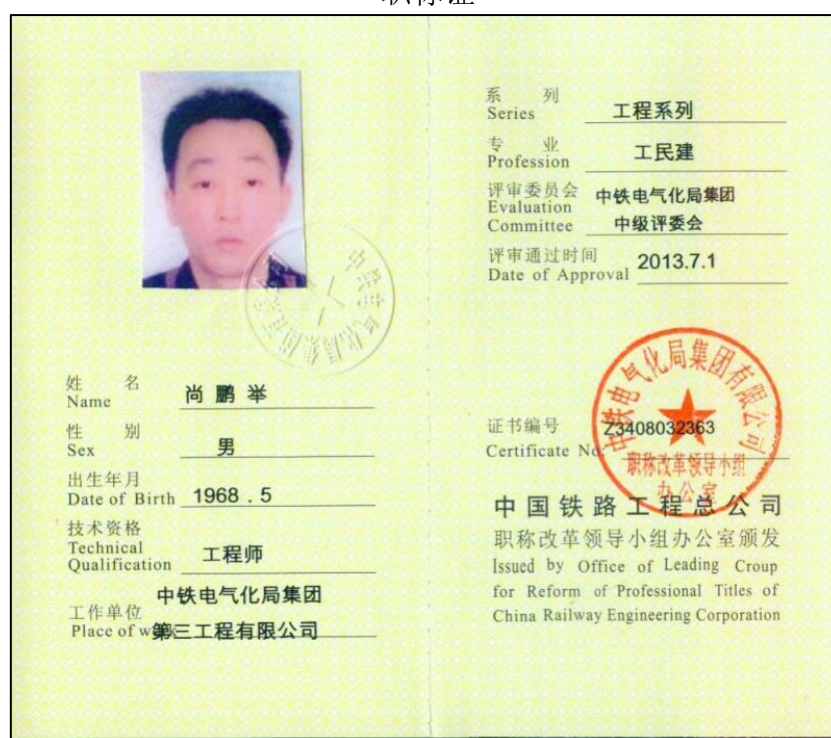 职称证
姓 名
Name 尚 鹏 举
性 别
Sex 男
出生年月
Date of Birth 1968 . 5
技术资格
Technical
Qualification 工程师
中铁电气化局集团
工作单位
Place of work 第三工程有限公司
系 列
Series 工程系列
专 业
Profession 工民建
评审委员会 中铁电气化局集团
Evaluation
Committee 中级评委会
评审通过时间
Date of Approval 2013.7.1
中铁电气化局集团有限公司
职称改革领导小组
办公室
证书编号 Z3408032363
Certificate No.
中国铁路工程总公司
职称改革领导小组办公室颁发
Issued by Office of Leading Croup
for Reform of Professional Titles of
China Railway Engineering Corporation